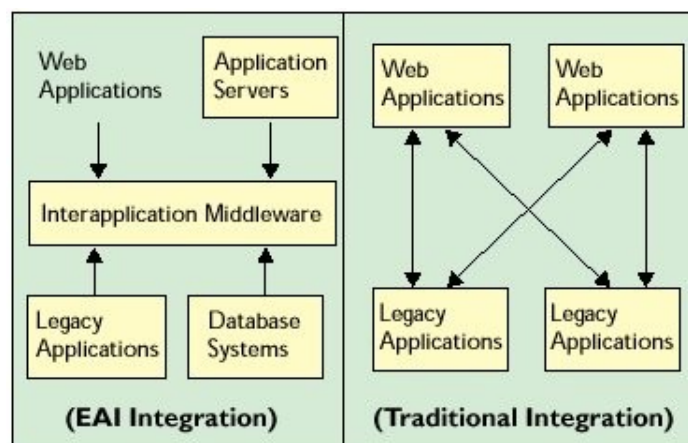 Web
Applications
Application
Servers
Interapplication Middleware
Legacy
Applications
Database
Systems
(EAI Integration)
Web
Applications
Web
Applications
Legacy
Applications
Legacy
Applications
(Traditional Integration)